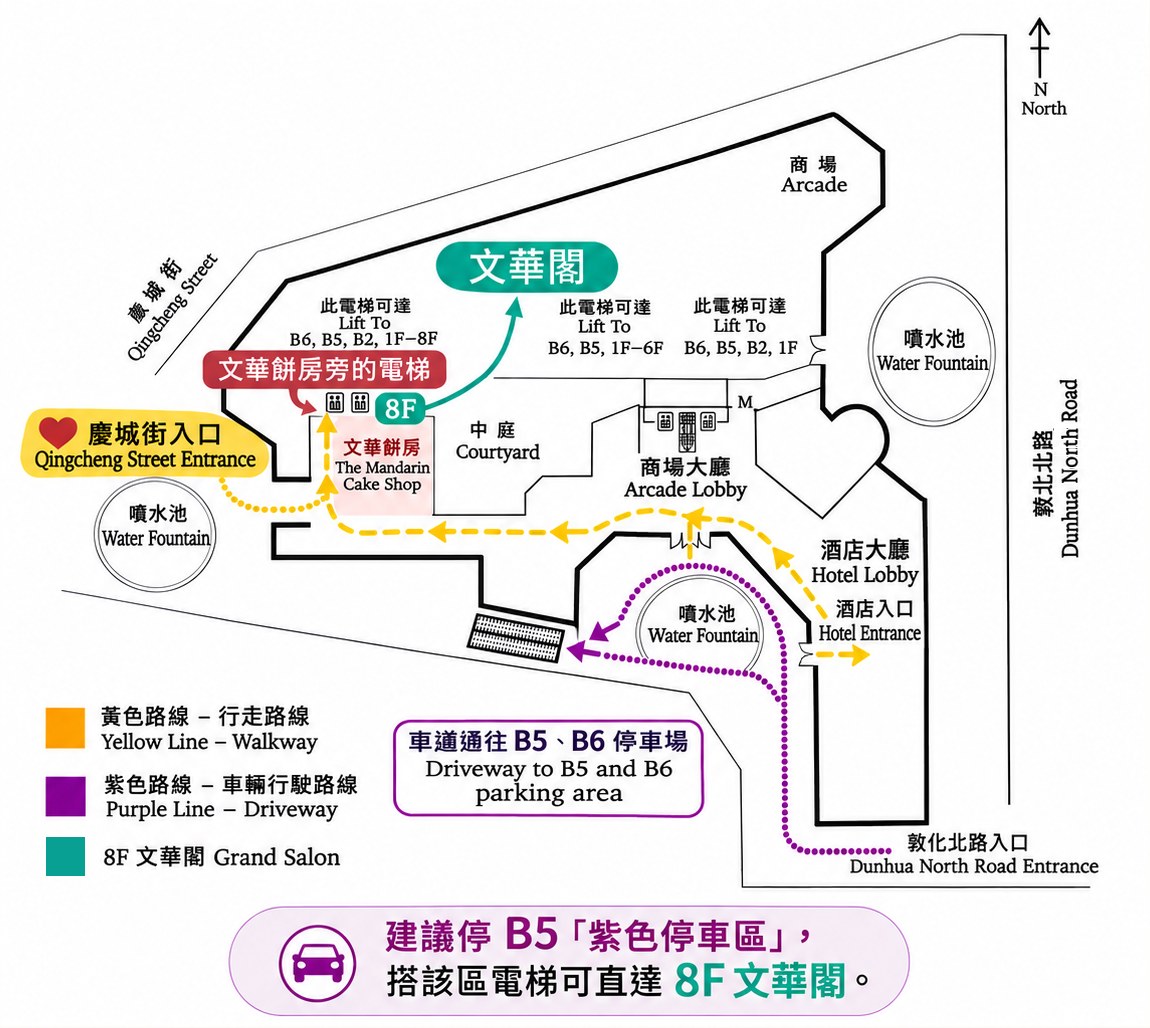 N
North
商場
Arcade
慶城街
Qingcheng Street
文華閣
此電梯可達
Lift To
B6, B5, B2, 1F–8F
此電梯可達
Lift To
B6, B5, 1F–6F
此電梯可達
Lift To
B6, B5, B2, 1F
噴水池
Water Fountain
文華餅房旁的電梯
8F
M
慶城街入口
Qingcheng Street Entrance
文華餅房
The Mandarin
Cake Shop
中庭
Courtyard
商場大廳
Arcade Lobby
敦北北路
Dunhua North Road
噴水池
Water Fountain
酒店大廳
Hotel Lobby
酒店入口
Hotel Entrance
噴水池
Water Fountain
黃色路線 – 行走路線
Yellow Line – Walkway
紫色路線 – 車輛行駛路線
Purple Line – Driveway
8F 文華閣 Grand Salon
車道通往 B5、B6 停車場
Driveway to B5 and B6
parking area
敦化北路入口
Dunhua North Road Entrance
建議停 B5「紫色停車區」，
搭該區電梯可直達 8F 文華閣。